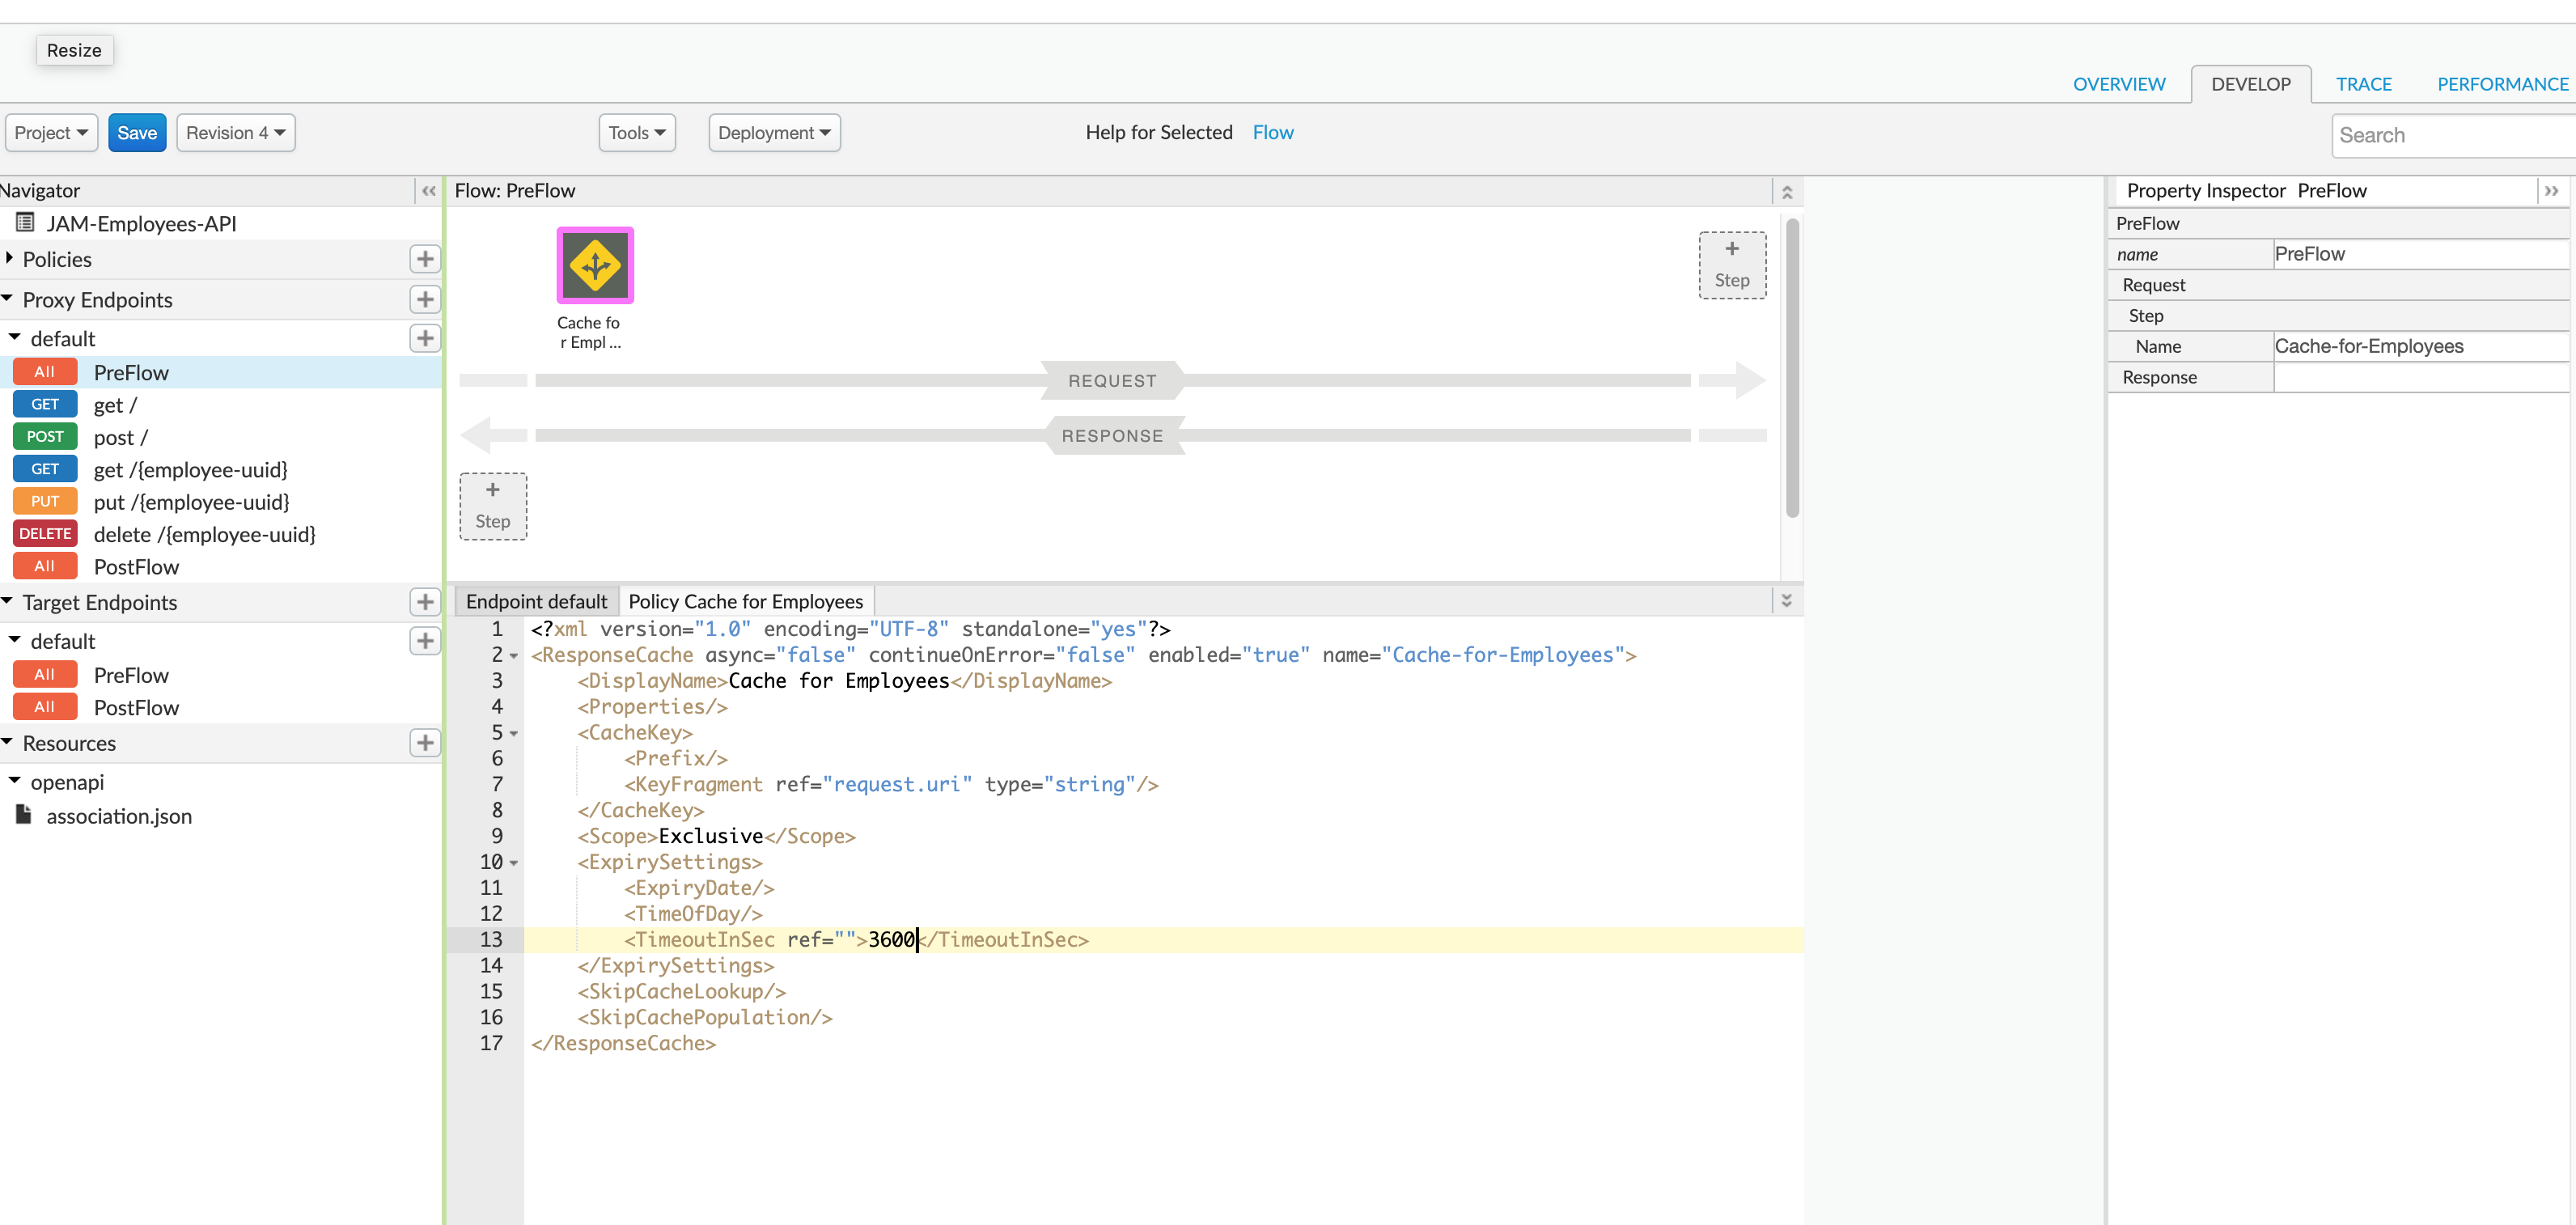 Resize
OVERVIEW DEVELOP TRACE PERFORMANCE
Project Save Revision 4 Tools Deployment Help for Selected Flow Search
Navigator
JAM-Employees-API
Policies
Proxy Endpoints
default
All PreFlow
GET get /
POST post /
GET get /{employee-uuid}
PUT put /{employee-uuid}
DELETE delete /{employee-uuid}
All PostFlow
Target Endpoints
default
All PreFlow
All PostFlow
Resources
openapi
association.json
Flow: PreFlow
Cache fo
r Empl ...
+
Step
REQUEST
RESPONSE
+
Step
Endpoint default Policy Cache for Employees
1 <?xml version="1.0" encoding="UTF-8" standalone="yes"?>
2 <ResponseCache async="false" continueOnError="false" enabled="true" name="Cache-for-Employees">
3 <DisplayName>Cache for Employees</DisplayName>
4 <Properties/>
5 <CacheKey>
6 <Prefix/>
7 <KeyFragment ref="request.uri" type="string"/>
8 </CacheKey>
9 <Scope>Exclusive</Scope>
10 <ExpirySettings>
11 <ExpiryDate/>
12 <TimeOfDay/>
13 <TimeoutInSec ref="">3600</TimeoutInSec>
14 </ExpirySettings>
15 <SkipCacheLookup/>
16 <SkipCachePopulation/>
17 </ResponseCache>
Property Inspector PreFlow
PreFlow
name PreFlow
Request
Step
Name Cache-for-Employees
Response